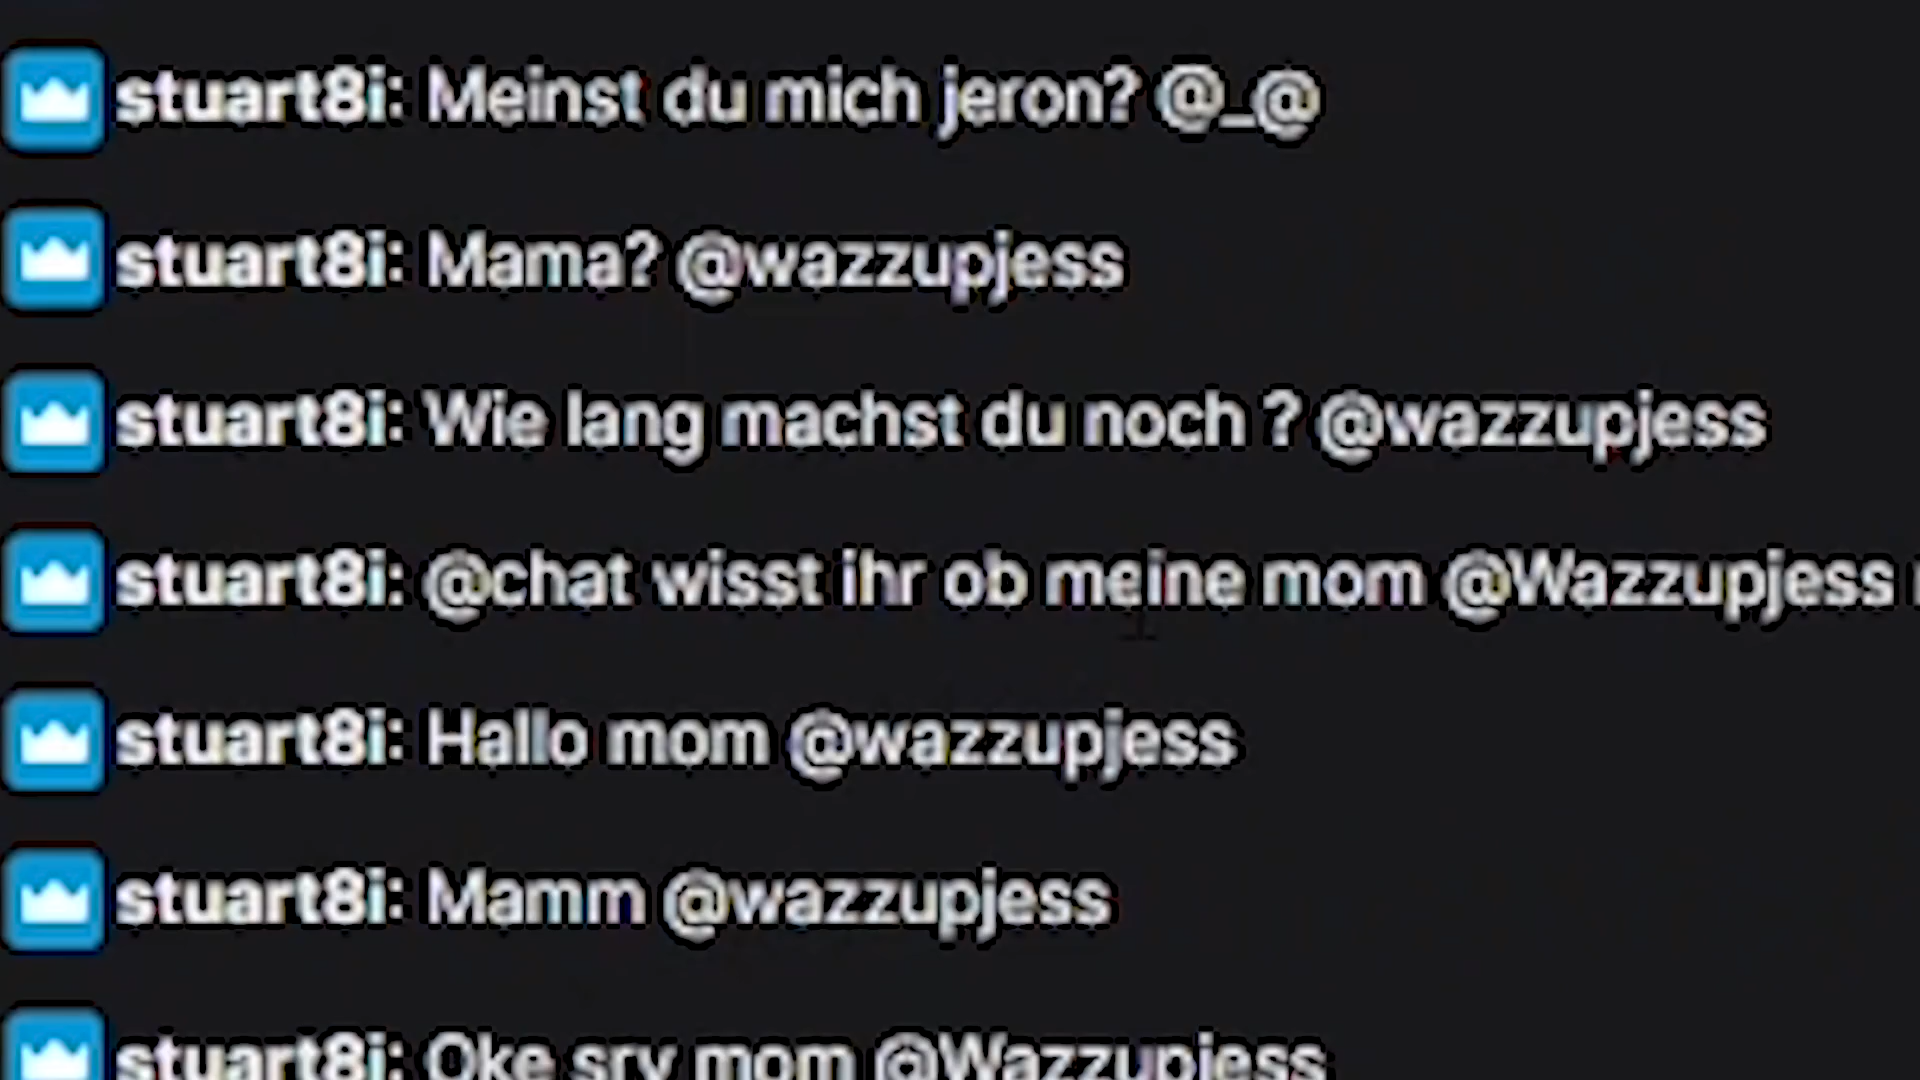 stuart8i: Meinst du mich jeron? @_@
stuart8i: Mama? @wazzupjess
stuart8i: Wie lang machst du noch ? @wazzupjess
stuart8i: @chat wisst ihr ob meine mom @Wazzupjess
stuart8i: Hallo mom @wazzupjess
stuart8i: Mamm @wazzupjess
stuart8i: Oke sry mom @Wazzupjess